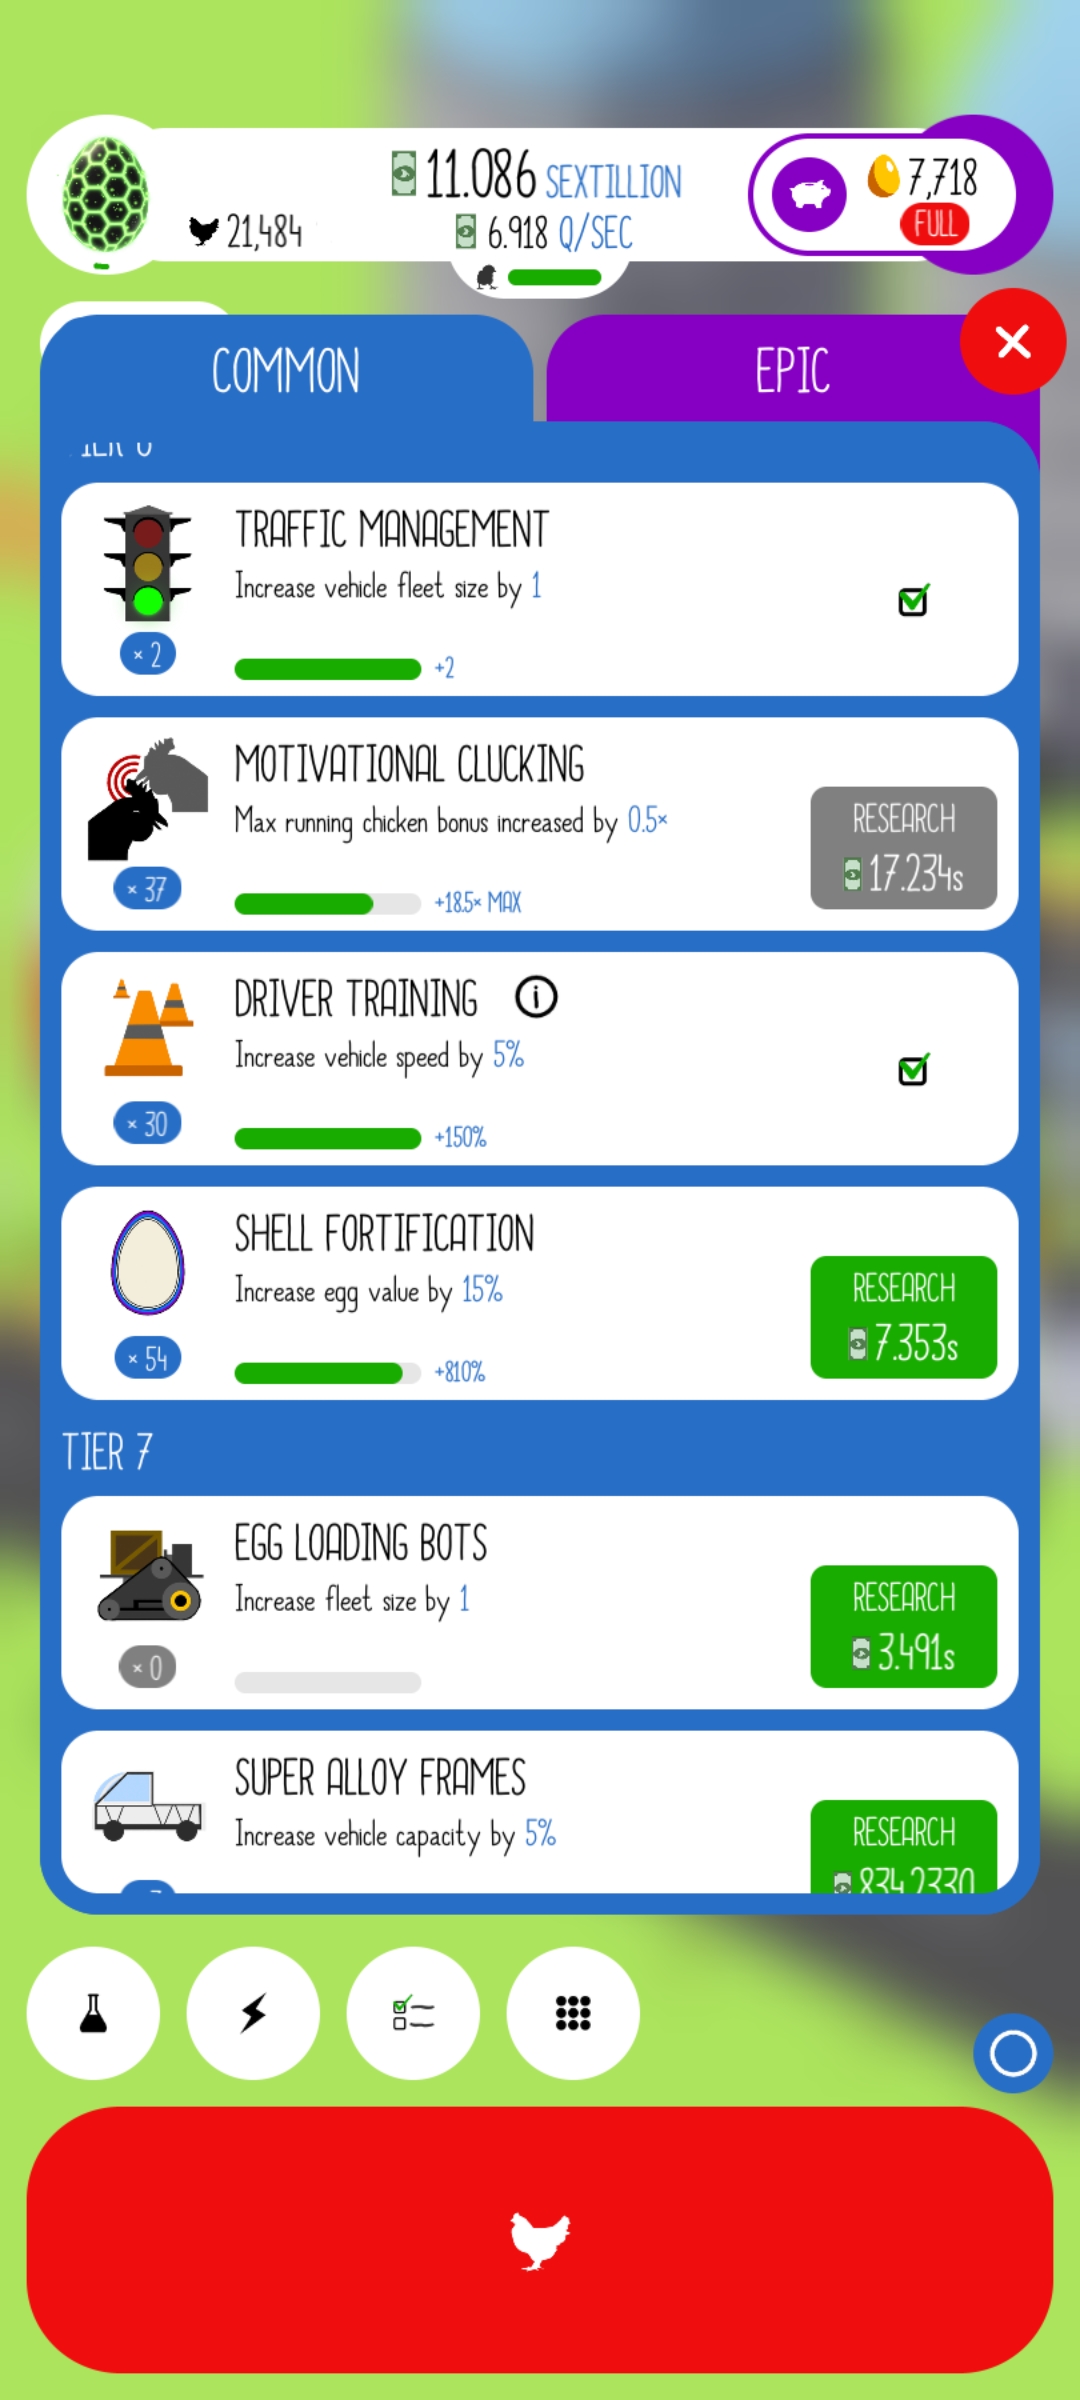 11.086 SEXTILLION
21,484
6.918 Q/SEC
7,718
FULL
COMMON
EPIC
TRAFFIC MANAGEMENT
Increase vehicle fleet size by 1
× 2
+2
MOTIVATIONAL CLUCKING
Max running chicken bonus increased by 0.5×
RESEARCH
17.234s
× 37
+18.5× MAX
DRIVER TRAINING
Increase vehicle speed by 5%
× 30
+150%
SHELL FORTIFICATION
Increase egg value by 15%
RESEARCH
7.353s
× 54
+810%
TIER 7
EGG LOADING BOTS
Increase fleet size by 1
RESEARCH
3.491s
× 0
SUPER ALLOY FRAMES
Increase vehicle capacity by 5%
RESEARCH